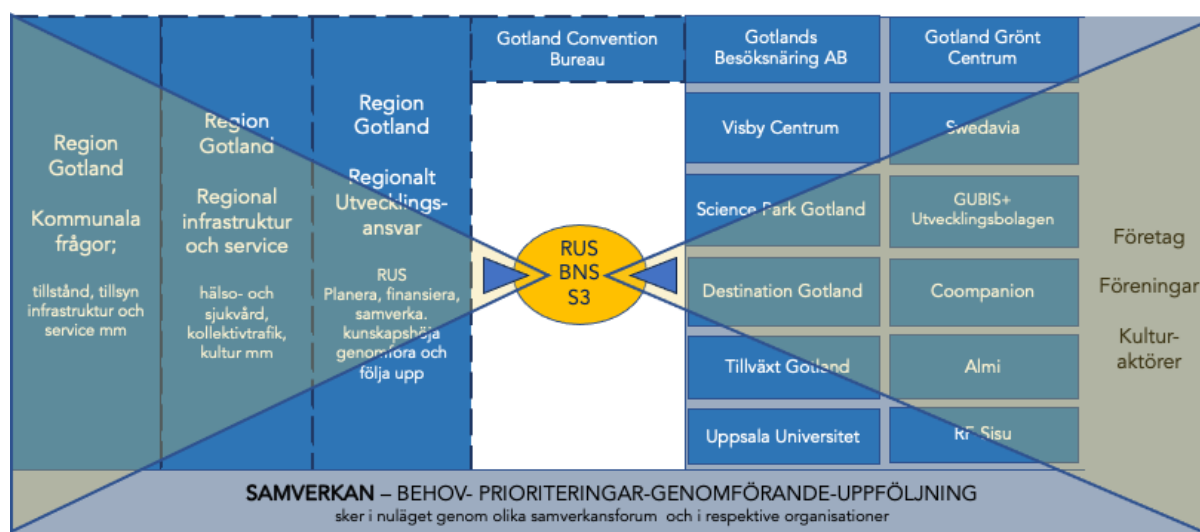 Region
Gotland
Kommunala
frågor;
tillstånd, tillsyn
infrastruktur och
service mm
Region
Gotland
Regional
infrastruktur
och service
hälso- och
sjukvård,
kollektivtrafik,
kultur mm
Region
Gotland
Regionalt
Utvecklings-
ansvar
RUS
Planera, finansiera,
samverka.
kunskapshöja
genomföra och
följa upp
Gotland Convention
Bureau
RUS
BNS
S3
Gotlands
Besöksnäring AB
Visby Centrum
Science Park Gotland
Destination Gotland
Tillväxt Gotland
Uppsala Universitet
Gotland Grönt
Centrum
Swedavia
GUBIS+
Utvecklingsbolagen
Coompanion
Almi
RF Sisu
Företag
Föreningar
Kultur-
aktörer
SAMVERKAN – BEHOV- PRIORITERINGAR-GENOMFÖRANDE-UPPFÖLJNING
sker i nuläget genom olika samverkansforum och i respektive organisationer